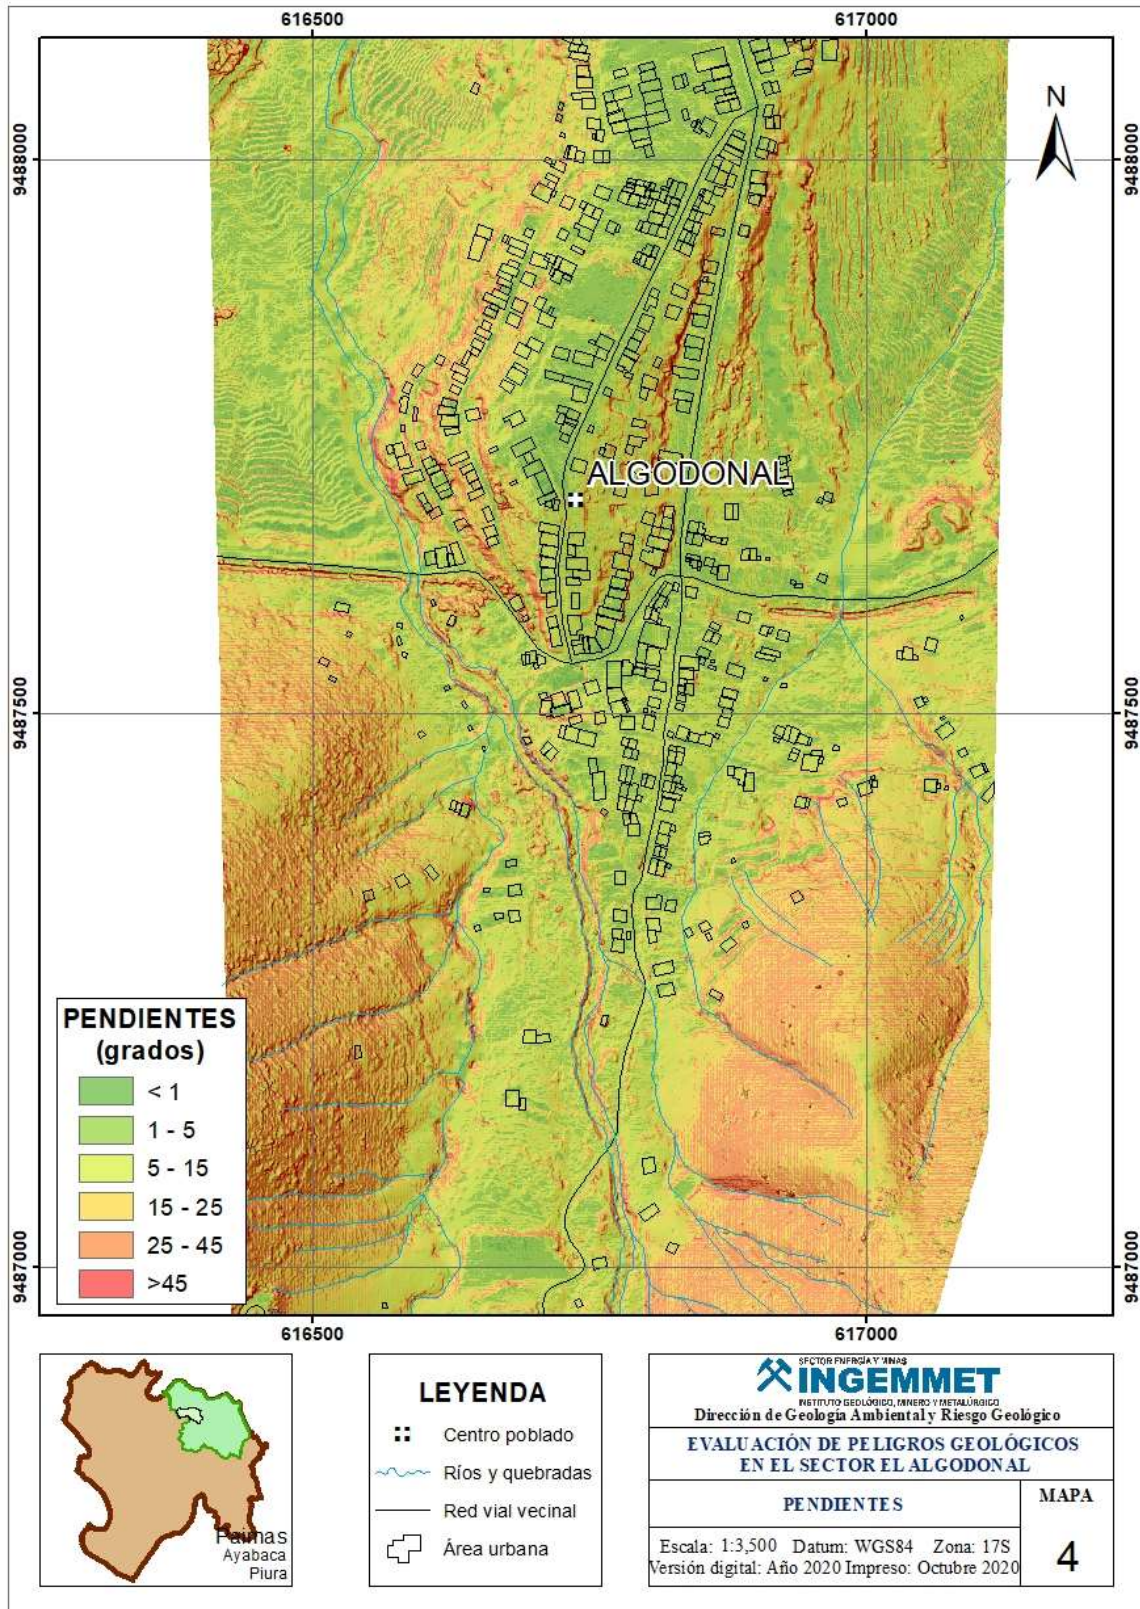 616500
617000
N
9488000
9488000
ALGODONAL
9487500
9487500
PENDIENTES
(grados)
< 1
1 - 5
5 - 15
15 - 25
25 - 45
>45
9487000
9487000
616500
617000
Paimas
Ayabaca
Piura
LEYENDA
Centro poblado
Ríos y quebradas
Red vial vecinal
Área urbana
SECTOR ENERGÍA Y MINAS
INGEMMET
INSTITUTO GEOLÓGICO, MINERO Y METALÚRGICO
Dirección de Geología Ambiental y Riesgo Geológico
EVALUACIÓN DE PELIGROS GEOLÓGICOS
EN EL SECTOR EL ALGODONAL
PENDIENTES
MAPA
4
Escala: 1:3,500 Datum: WGS84 Zona: 17S
Versión digital: Año 2020 Impreso: Octubre 2020